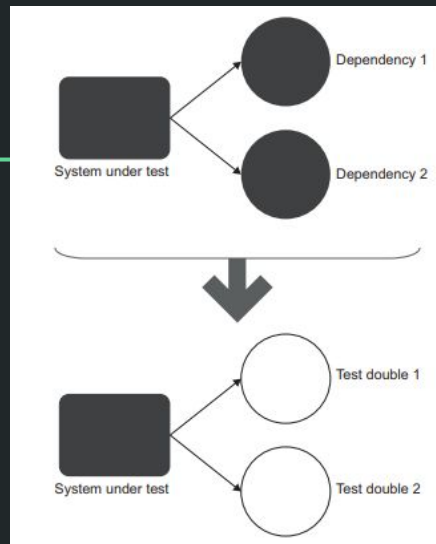 Dependency 1
System under test
Dependency 2
Test double 1
System under test
Test double 2